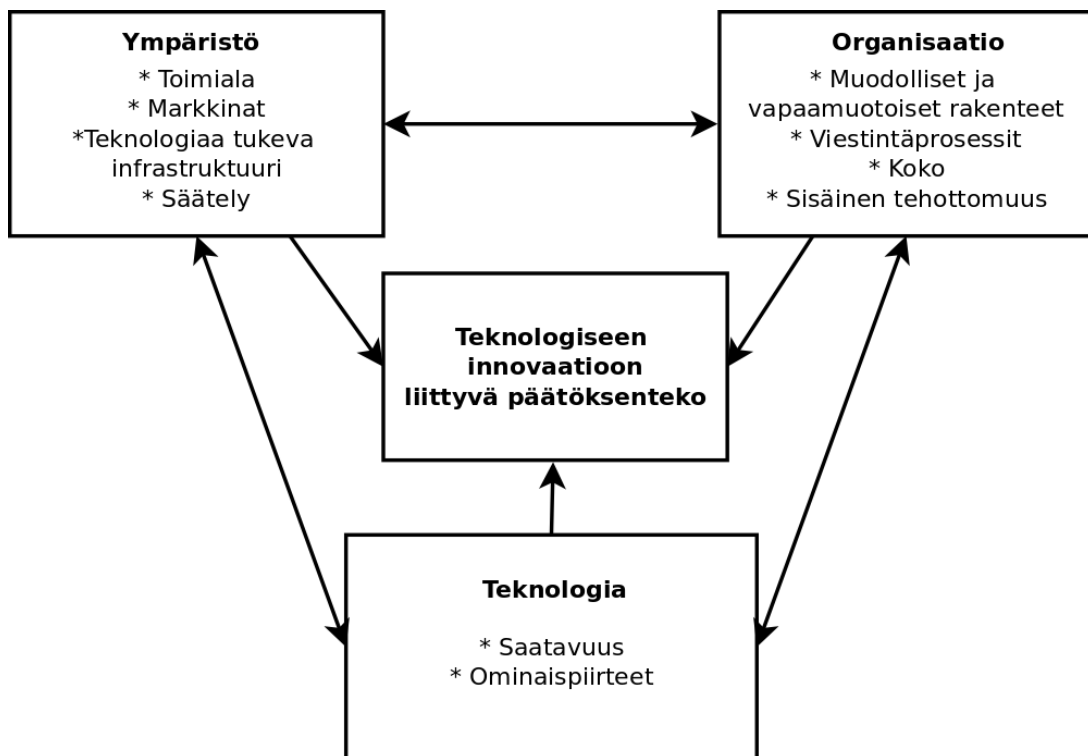 Ympäristö
* Toimiala
* Markkinat
*Teknologiaa tukeva
infrastruktuuri
* Säätely
Organisaatio
* Muodolliset ja
vapaamuotoiset rakenteet
* Viestintäprosessit
* Koko
* Sisäinen tehottomuus
Teknologiseen
innovaatioon
liittyvä päätöksenteko
Teknologia
* Saatavuus
* Ominaispiirteet